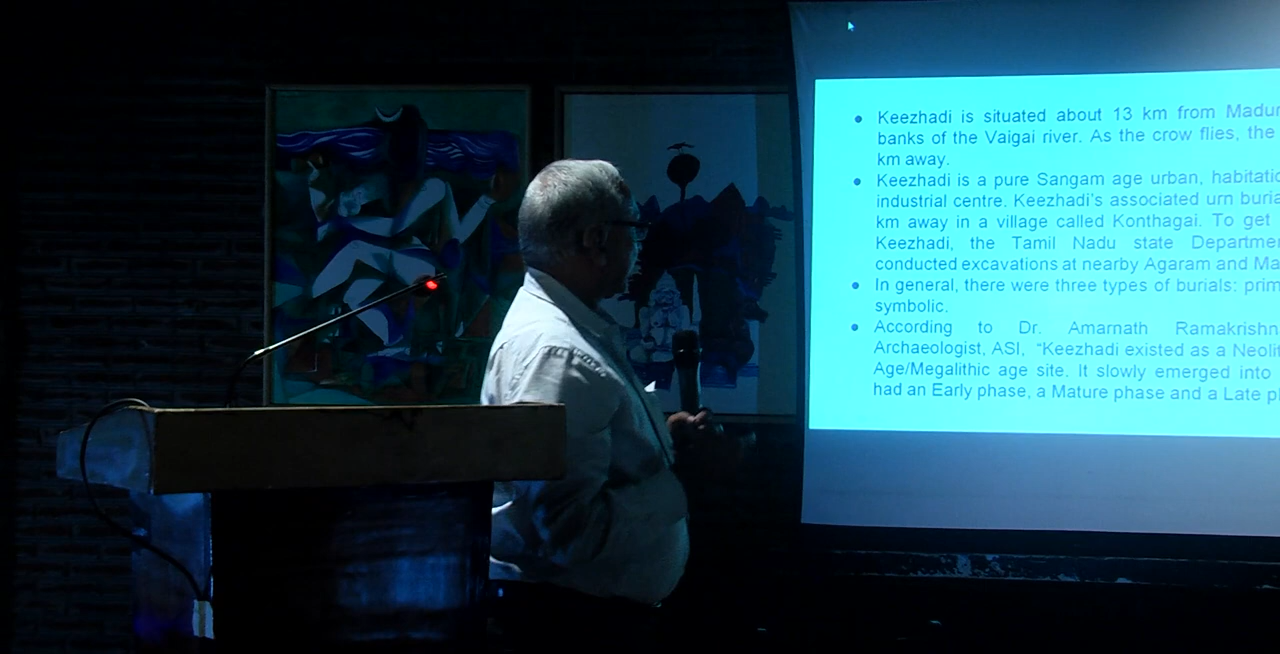 Keezhadi is situated about 13 km from Madur
banks of the Vaigai river. As the crow flies, the
km away.
Keezhadi is a pure Sangam age urban, habitatio
industrial centre. Keezhadi's associated urn buria
km away in a village called Konthagai. To get
Keezhadi, the Tamil Nadu state Departmen
conducted excavations at nearby Agaram and Ma
In general, there were three types of burials: prim
symbolic.
According to Dr. Amarnath Ramakrishn
Archaeologist, ASI, “Keezhadi existed as a Neolit
Age/Megalithic age site. It slowly emerged into
had an Early phase, a Mature phase and a Late ph